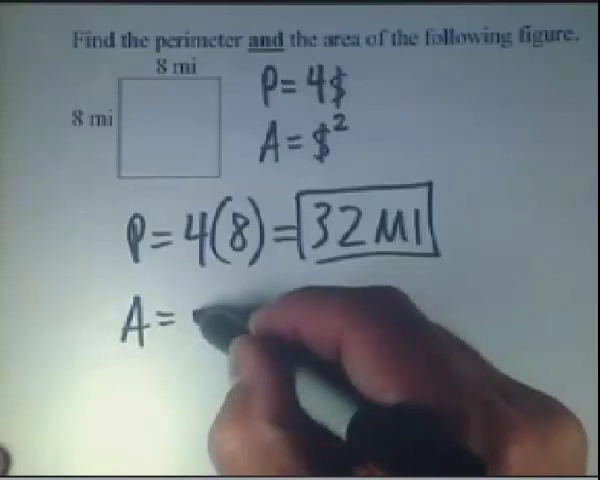 Find the perimeter and the area of the following figure.
8 mi
8 mi
P = 4$
A = $²
P = 4(8) = 32 MI
A =